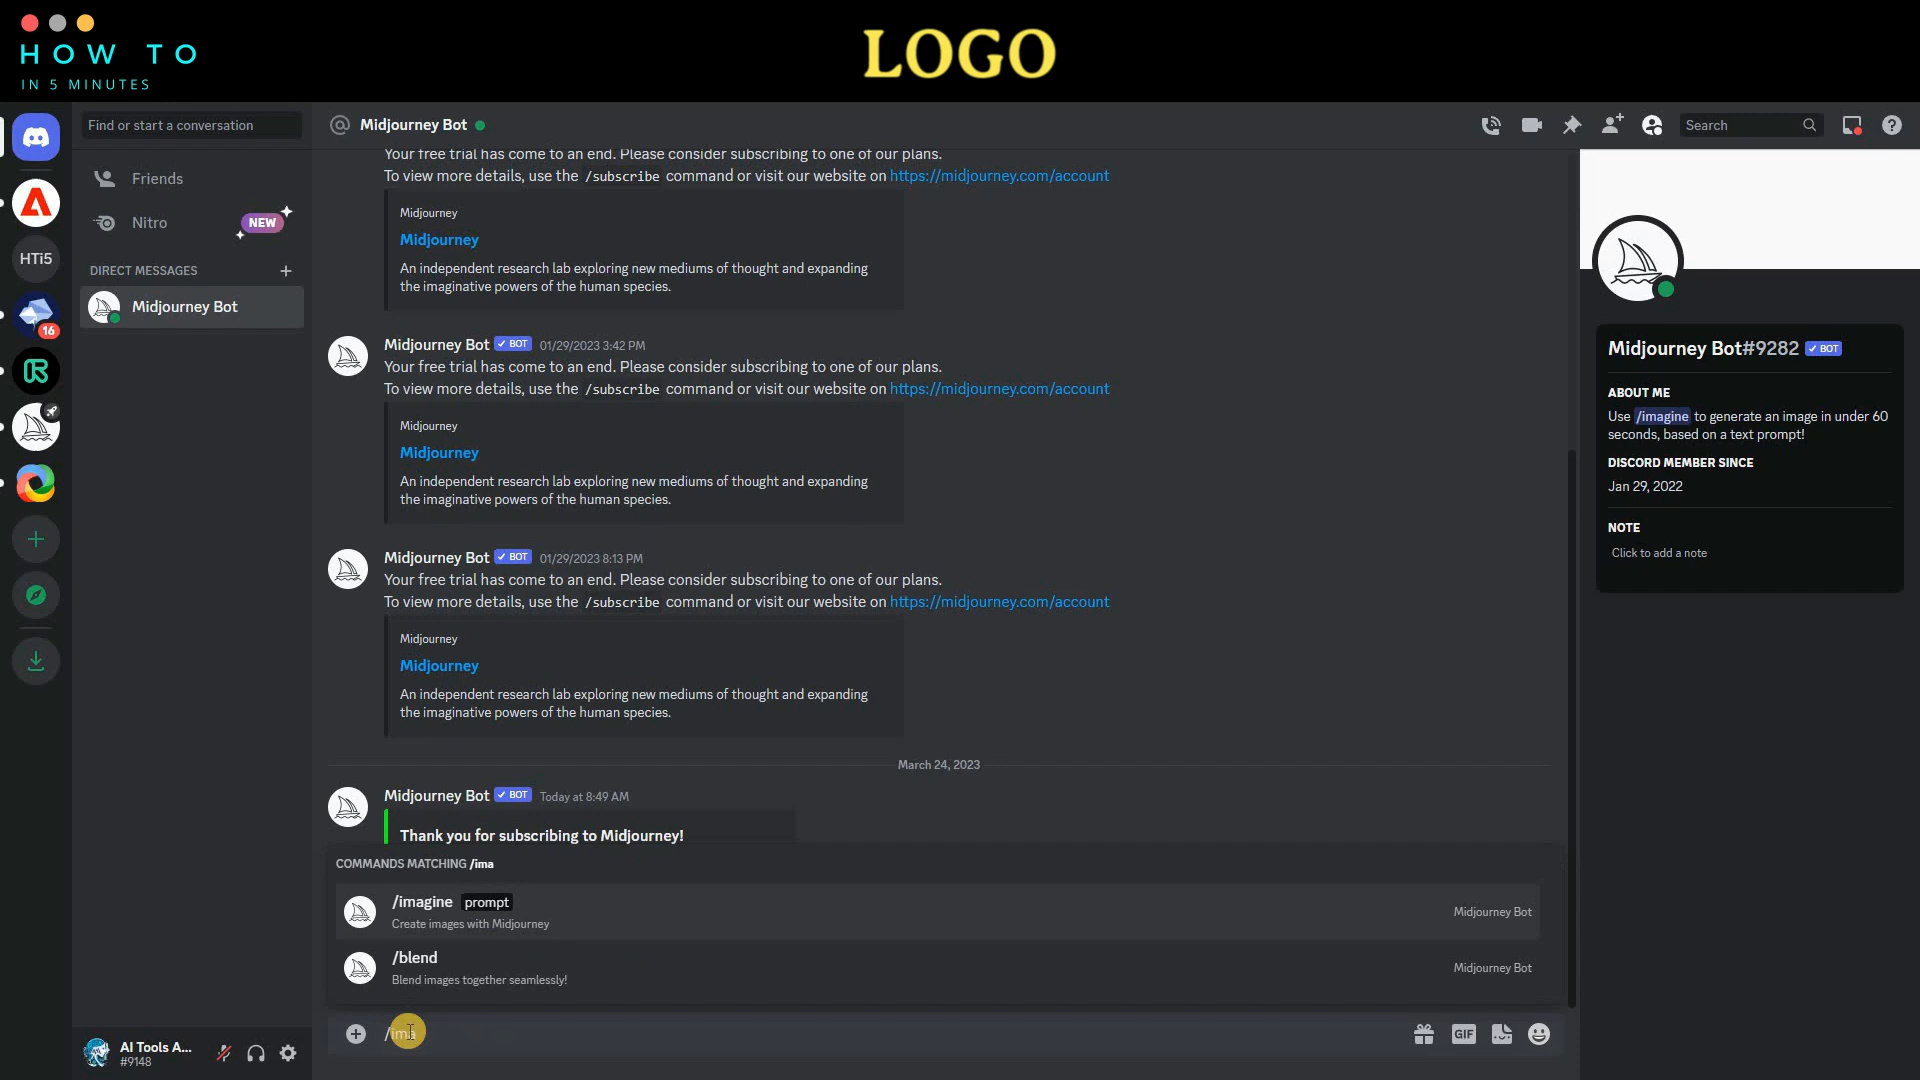 HOW TO
IN 5 MINUTES
LOGO
Find or start a conversation
Midjourney Bot
Search
Friends
Nitro
NEW
DIRECT MESSAGES
Midjourney Bot
HTi5
16
Your free trial has come to an end. Please consider subscribing to one of our plans.
To view more details, use the /subscribe command or visit our website on https://midjourney.com/account
Midjourney
Midjourney
An independent research lab exploring new mediums of thought and expanding
the imaginative powers of the human species.
Midjourney Bot ✓ BOT 01/29/2023 3:42 PM
Your free trial has come to an end. Please consider subscribing to one of our plans.
To view more details, use the /subscribe command or visit our website on https://midjourney.com/account
Midjourney
Midjourney
An independent research lab exploring new mediums of thought and expanding
the imaginative powers of the human species.
Midjourney Bot ✓ BOT 01/29/2023 8:13 PM
Your free trial has come to an end. Please consider subscribing to one of our plans.
To view more details, use the /subscribe command or visit our website on https://midjourney.com/account
Midjourney
Midjourney
An independent research lab exploring new mediums of thought and expanding
the imaginative powers of the human species.
March 24, 2023
Midjourney Bot ✓ BOT Today at 8:49 AM
Thank you for subscribing to Midjourney!
COMMANDS MATCHING /ima
/imagine prompt
Create images with Midjourney
Midjourney Bot
/blend
Blend images together seamlessly!
Midjourney Bot
/ima
GIF
AI Tools A...
#9148
Midjourney Bot#9282 ✓ BOT
ABOUT ME
Use /imagine to generate an image in under 60
seconds, based on a text prompt!
DISCORD MEMBER SINCE
Jan 29, 2022
NOTE
Click to add a note